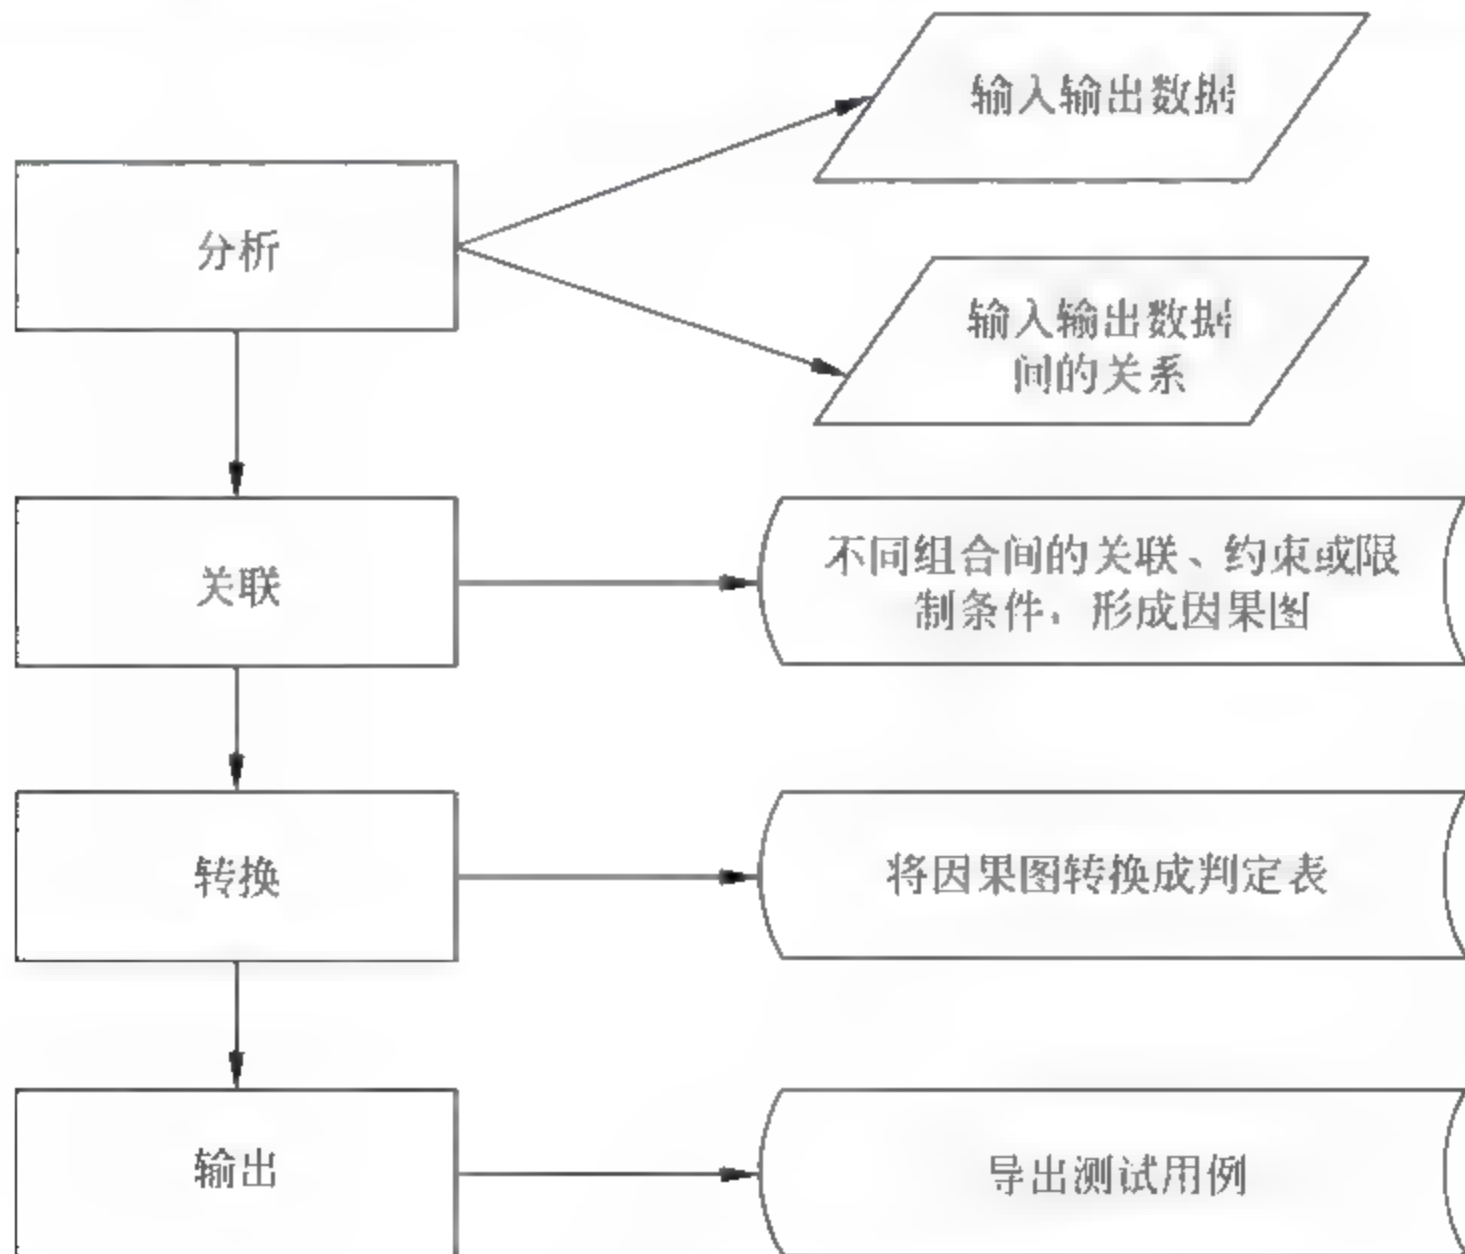 输入输出数据
分析
输入输出数据
间的关系
关联
不同组合间的关联、约束或限
制条件，形成因果图
转换
将因果图转换成判定表
输出
导出测试用例